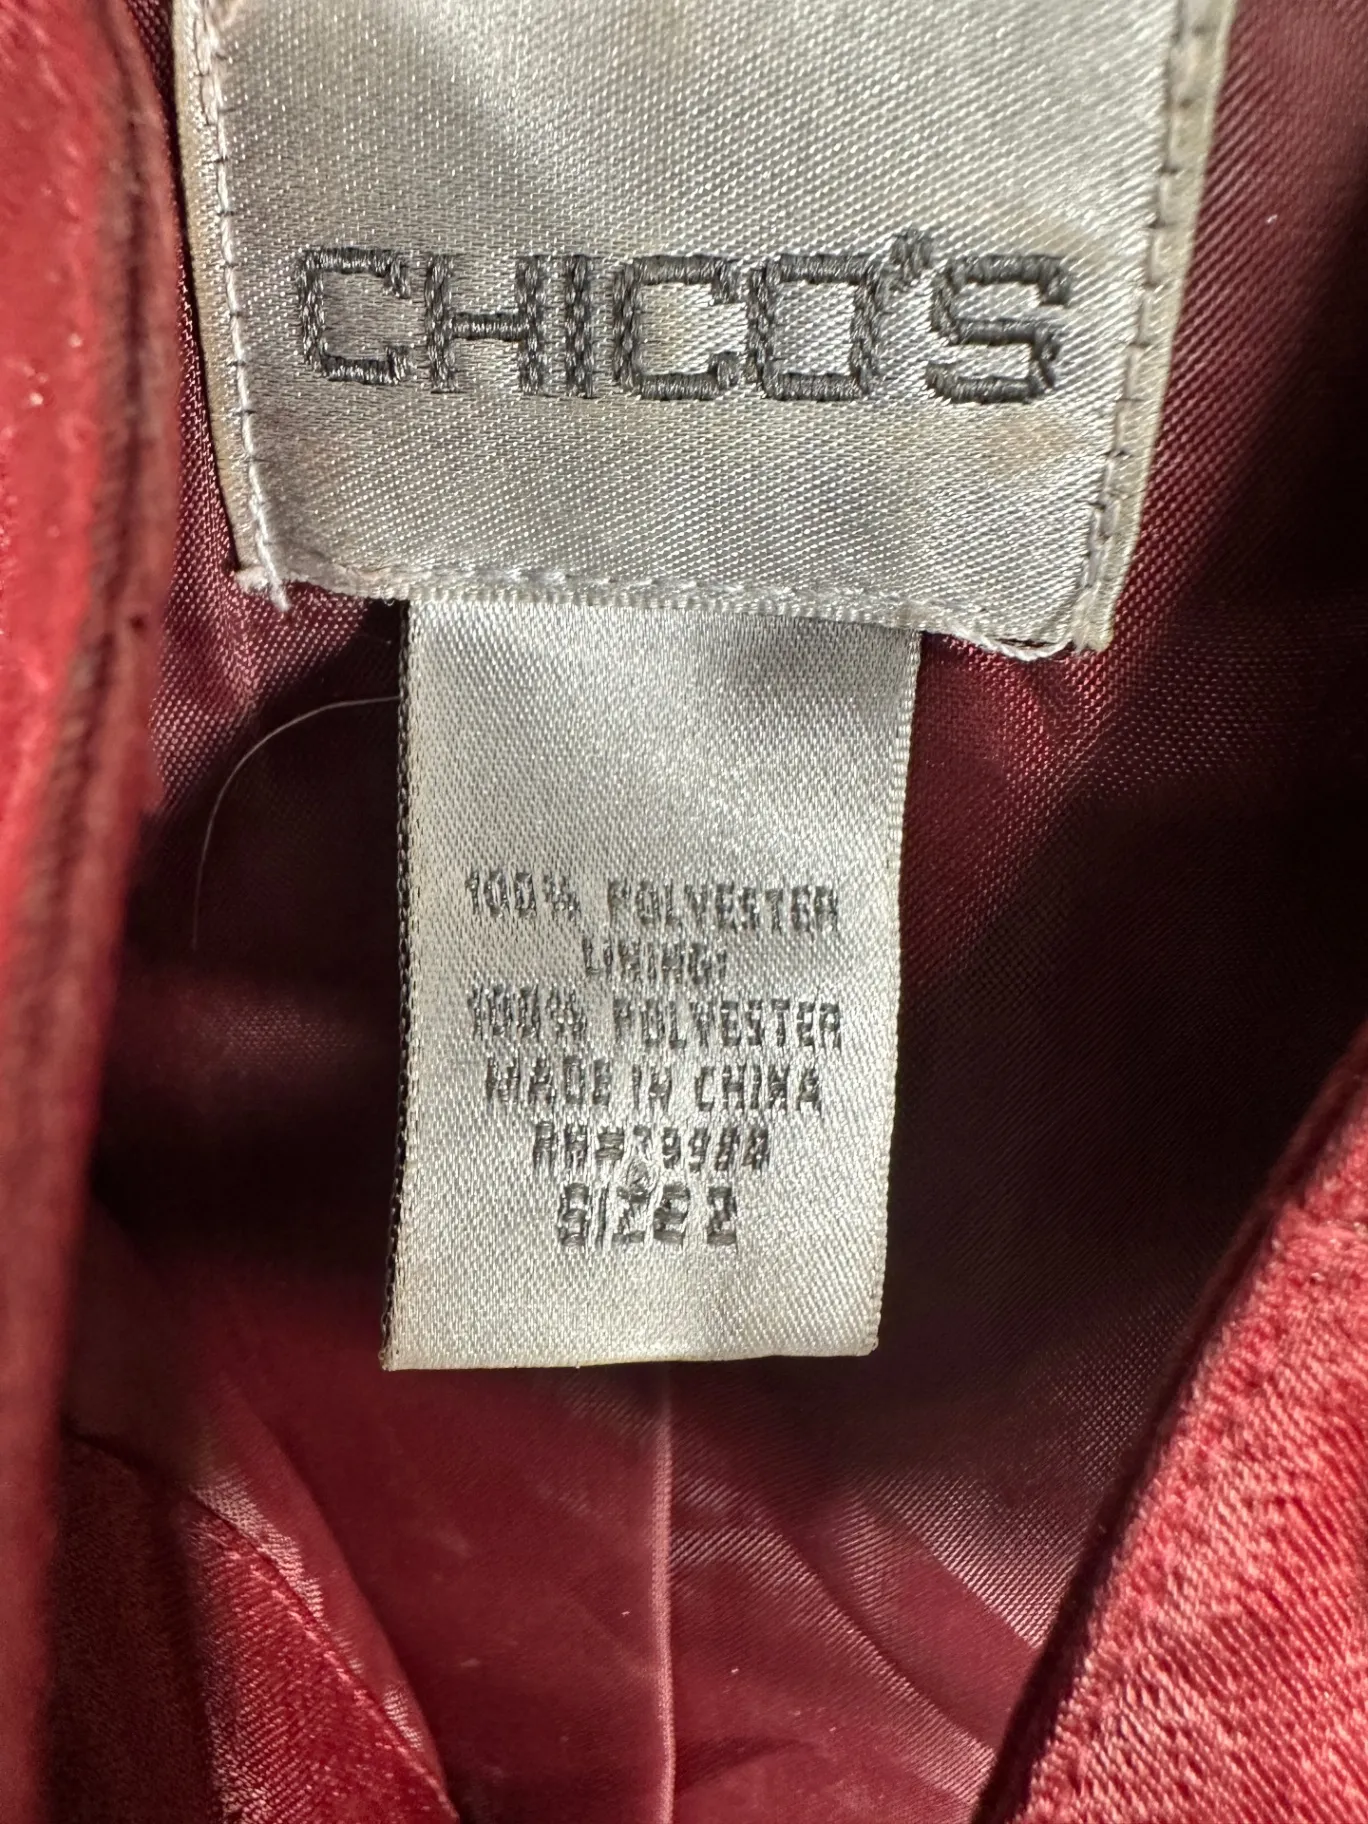 CHICO'S
100% POLYESTER
LINING:
100% POLYESTER
MADE IN CHINA
SIZE 2